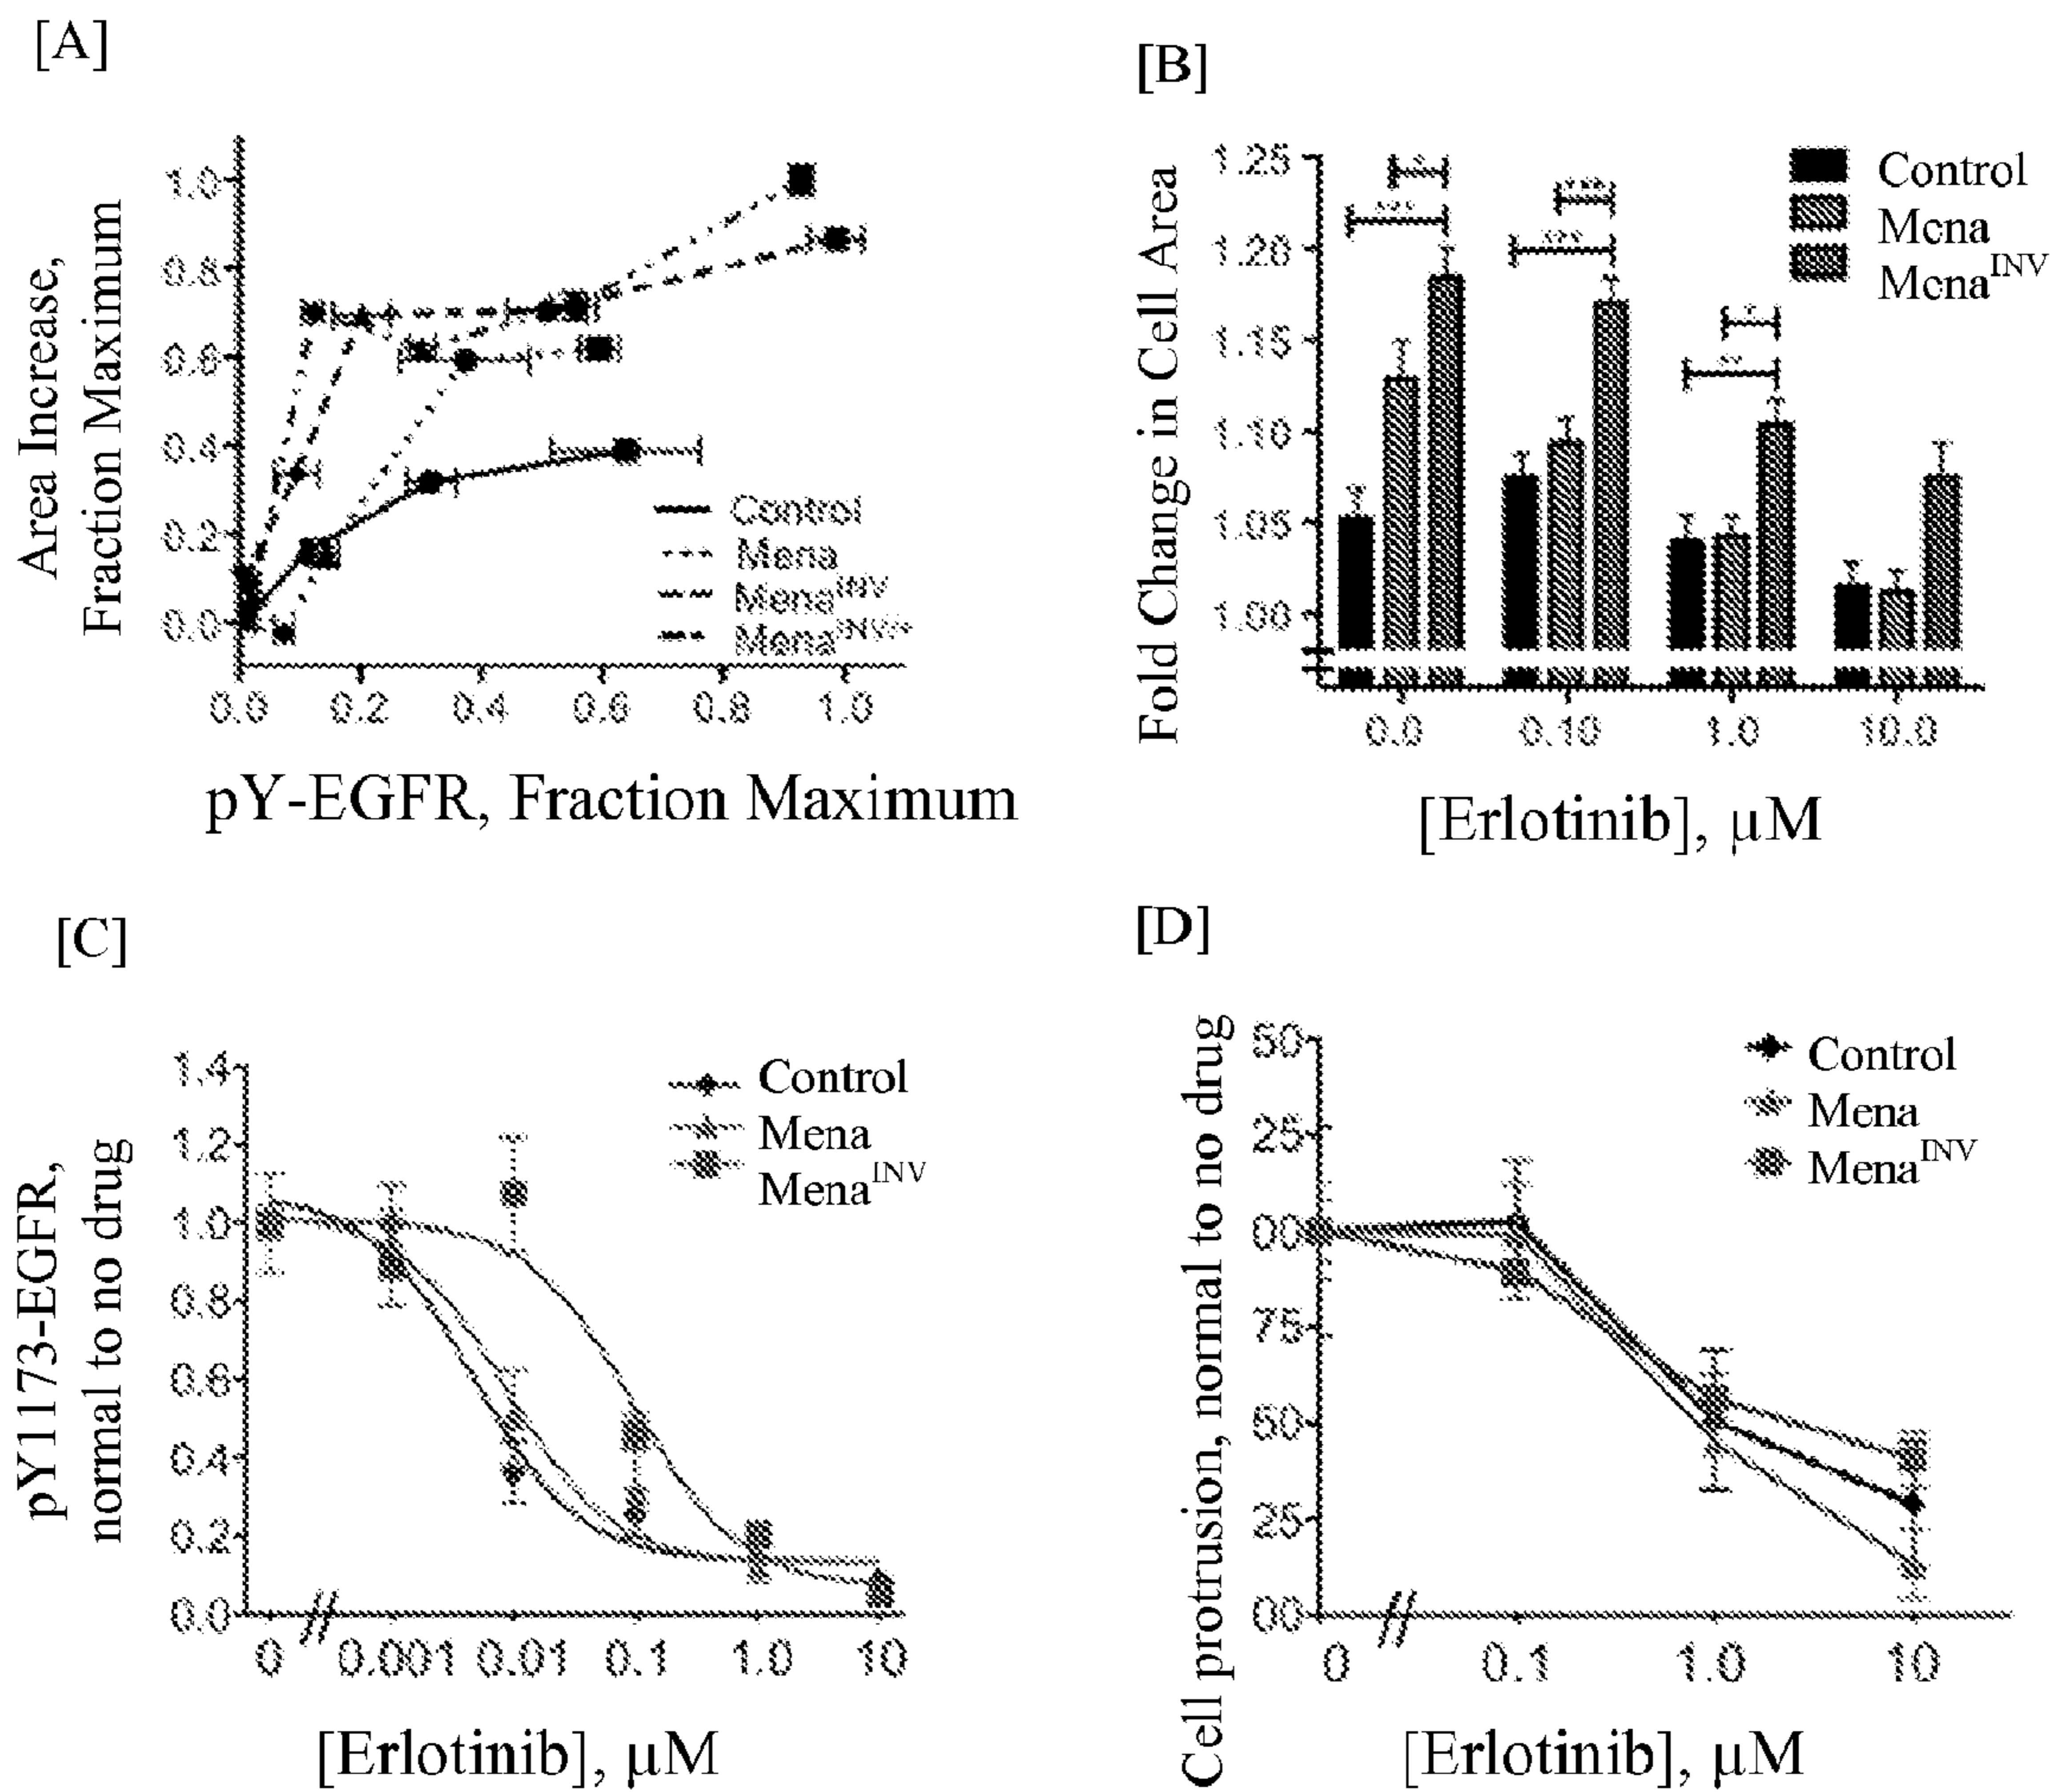 [A]
Area Increase,
Fraction Maximum
1.0
0.8
0.6
0.4
0.2
0.0
0.0 0.2 0.4 0.6 0.8 1.0
pY-EGFR, Fraction Maximum
Control
Mena
Mena INV
Mena
[B]
Fold Change in Cell Area
1.25
1.20
1.15
1.10
1.05
1.00
0.0 0.10 1.0 10.0
[Erlotinib], µM
Control
Mcna
Mcna INV
[C]
pY1173-EGFR,
normal to no drug
1.4
1.2
1.0
0.8
0.6
0.4
0.2
0.0
0 // 0.001 0.01 0.1 1.0 10
[Erlotinib], µM
Control
Mena
Mena INV
[D]
Cell protrusion, normal to no drug
50
25
00
75
50
25
00
0 // 0.1 1.0 10
[Erlotinib], µM
Control
Mena
Mena INV